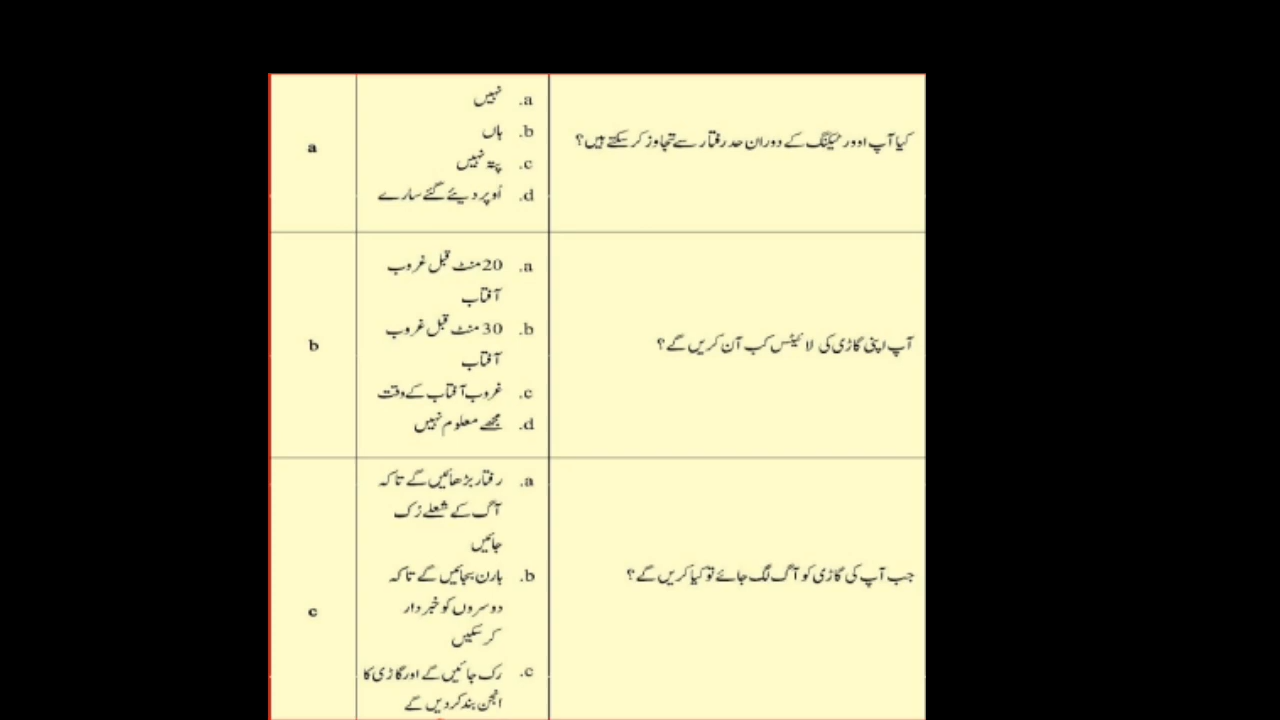 کیا آپ اوور ٹیکنگ کے دوران حد رفتار سے تجاوز کر سکتے ہیں؟
a. نہیں
b. ہاں
c. پتہ نہیں
d. اُوپر دیئے گئے سارے
a
آپ اپنی گاڑی کی لائیٹس کب آن کریں گے؟
a. 20 منٹ قبل غروب
آفتاب
b. 30 منٹ قبل غروب
آفتاب
c. غروب آفتاب کے وقت
d. مجھے معلوم نہیں
b
جب آپ کی گاڑی کو آگ لگ جائے تو کیا کریں گے؟
a. رفتار بڑھائیں گے تاکہ
آگ کے شعلے رُک
جائیں
b. ہارن بجائیں گے تاکہ
دوسروں کو خبردار
کر سکیں
c. رک جائیں گے اور گاڑی کا
انجن بند کر دیں گے
c